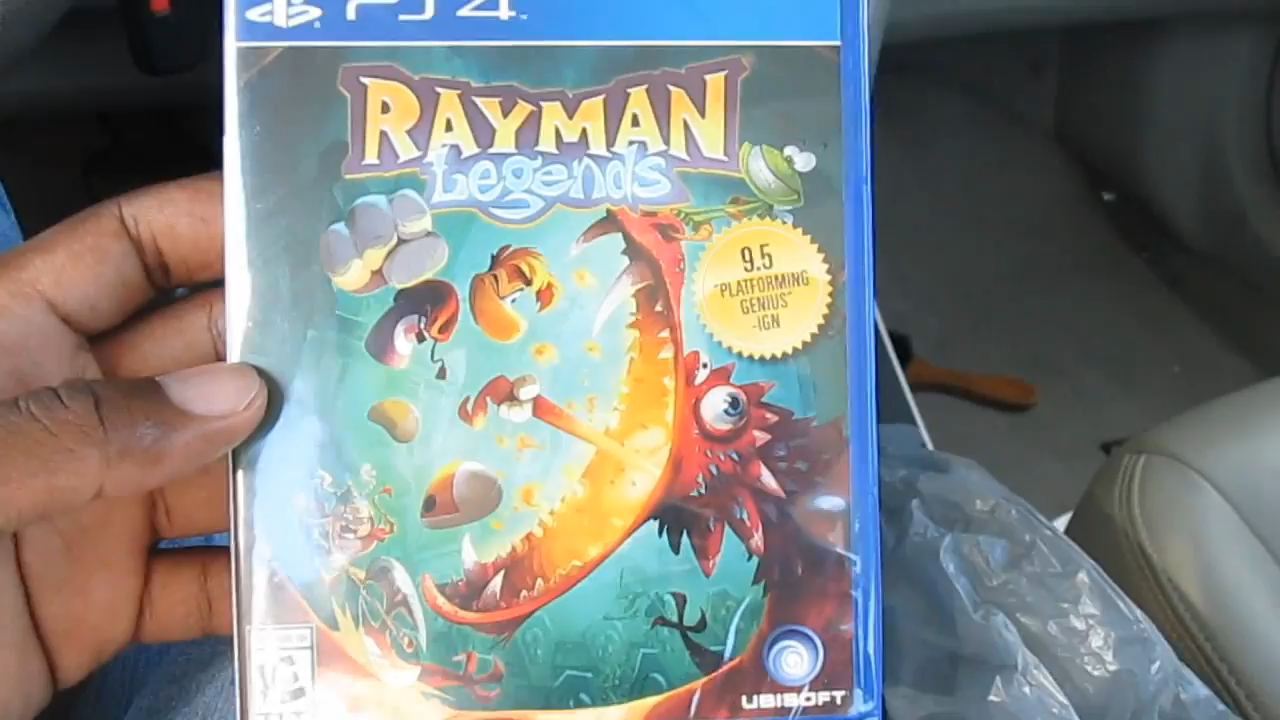 PS4
RAYMAN
Legends
9.5
"PLATFORMING
GENIUS"
-IGN
UBISOFT